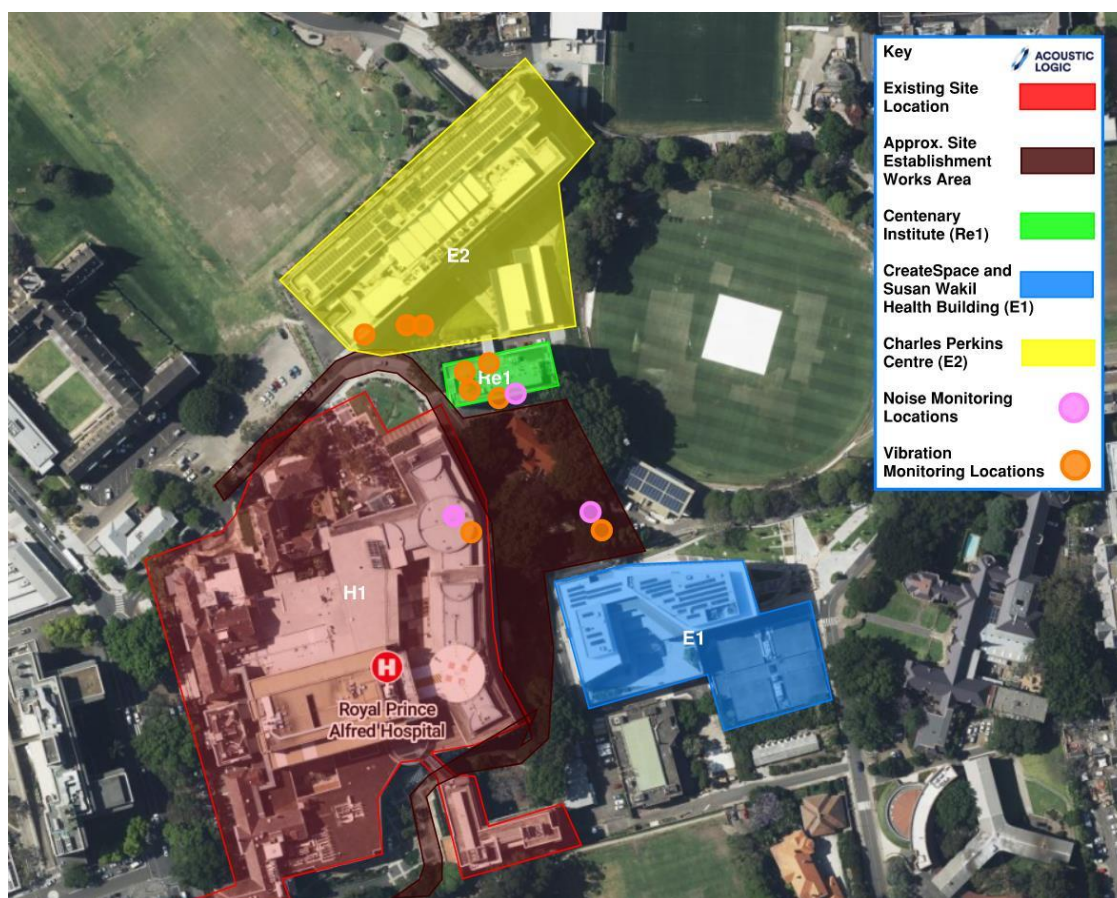 Key
ACOUSTIC
LOGIC
Existing Site
Location
Approx. Site
Establishment
Works Area
Centenary
Institute (Re1)
CreateSpace and
Susan Wakil
Health Building (E1)
Charles Perkins
Centre (E2)
Noise Monitoring
Locations
Vibration
Monitoring Locations
E2
Re1
H1
E1
H
Royal Prince
Alfred Hospital